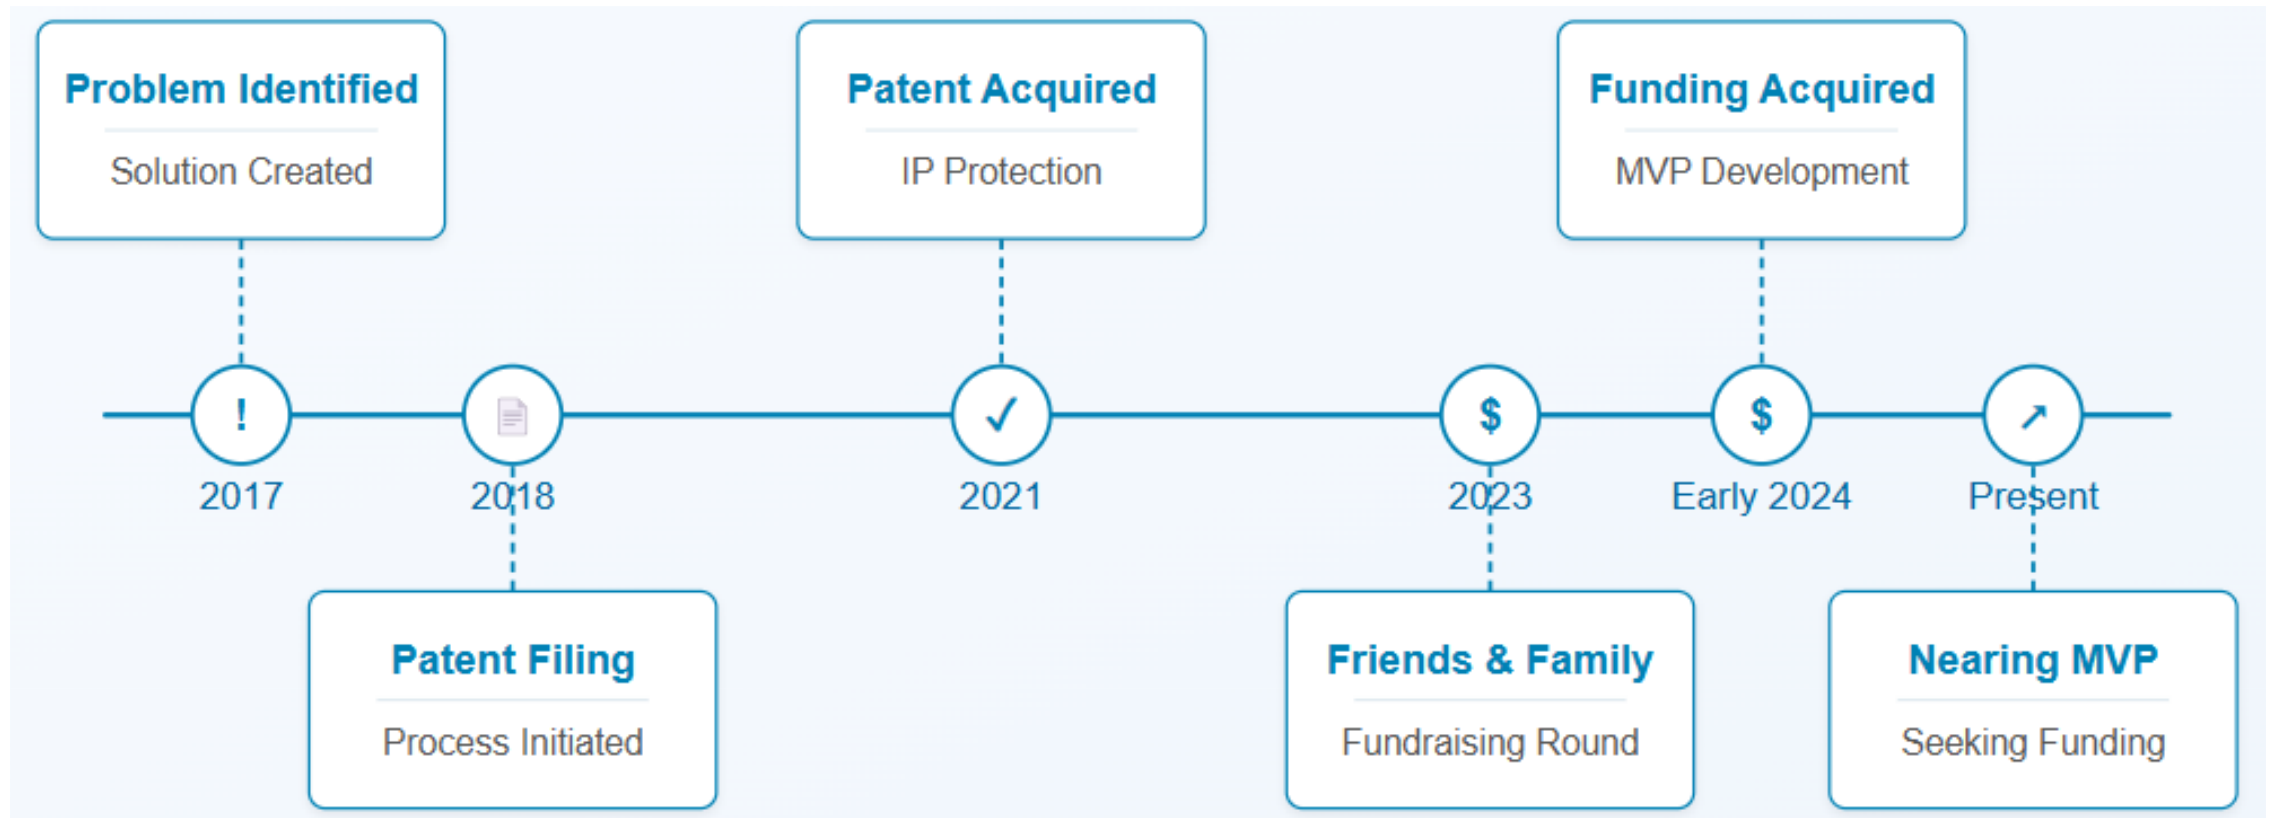 Problem Identified
Solution Created
Patent Acquired
IP Protection
Funding Acquired
MVP Development
!
✓
$
$
↗
2017
2018
2021
2023
Early 2024
Present
Patent Filing
Process Initiated
Friends & Family
Fundraising Round
Nearing MVP
Seeking Funding